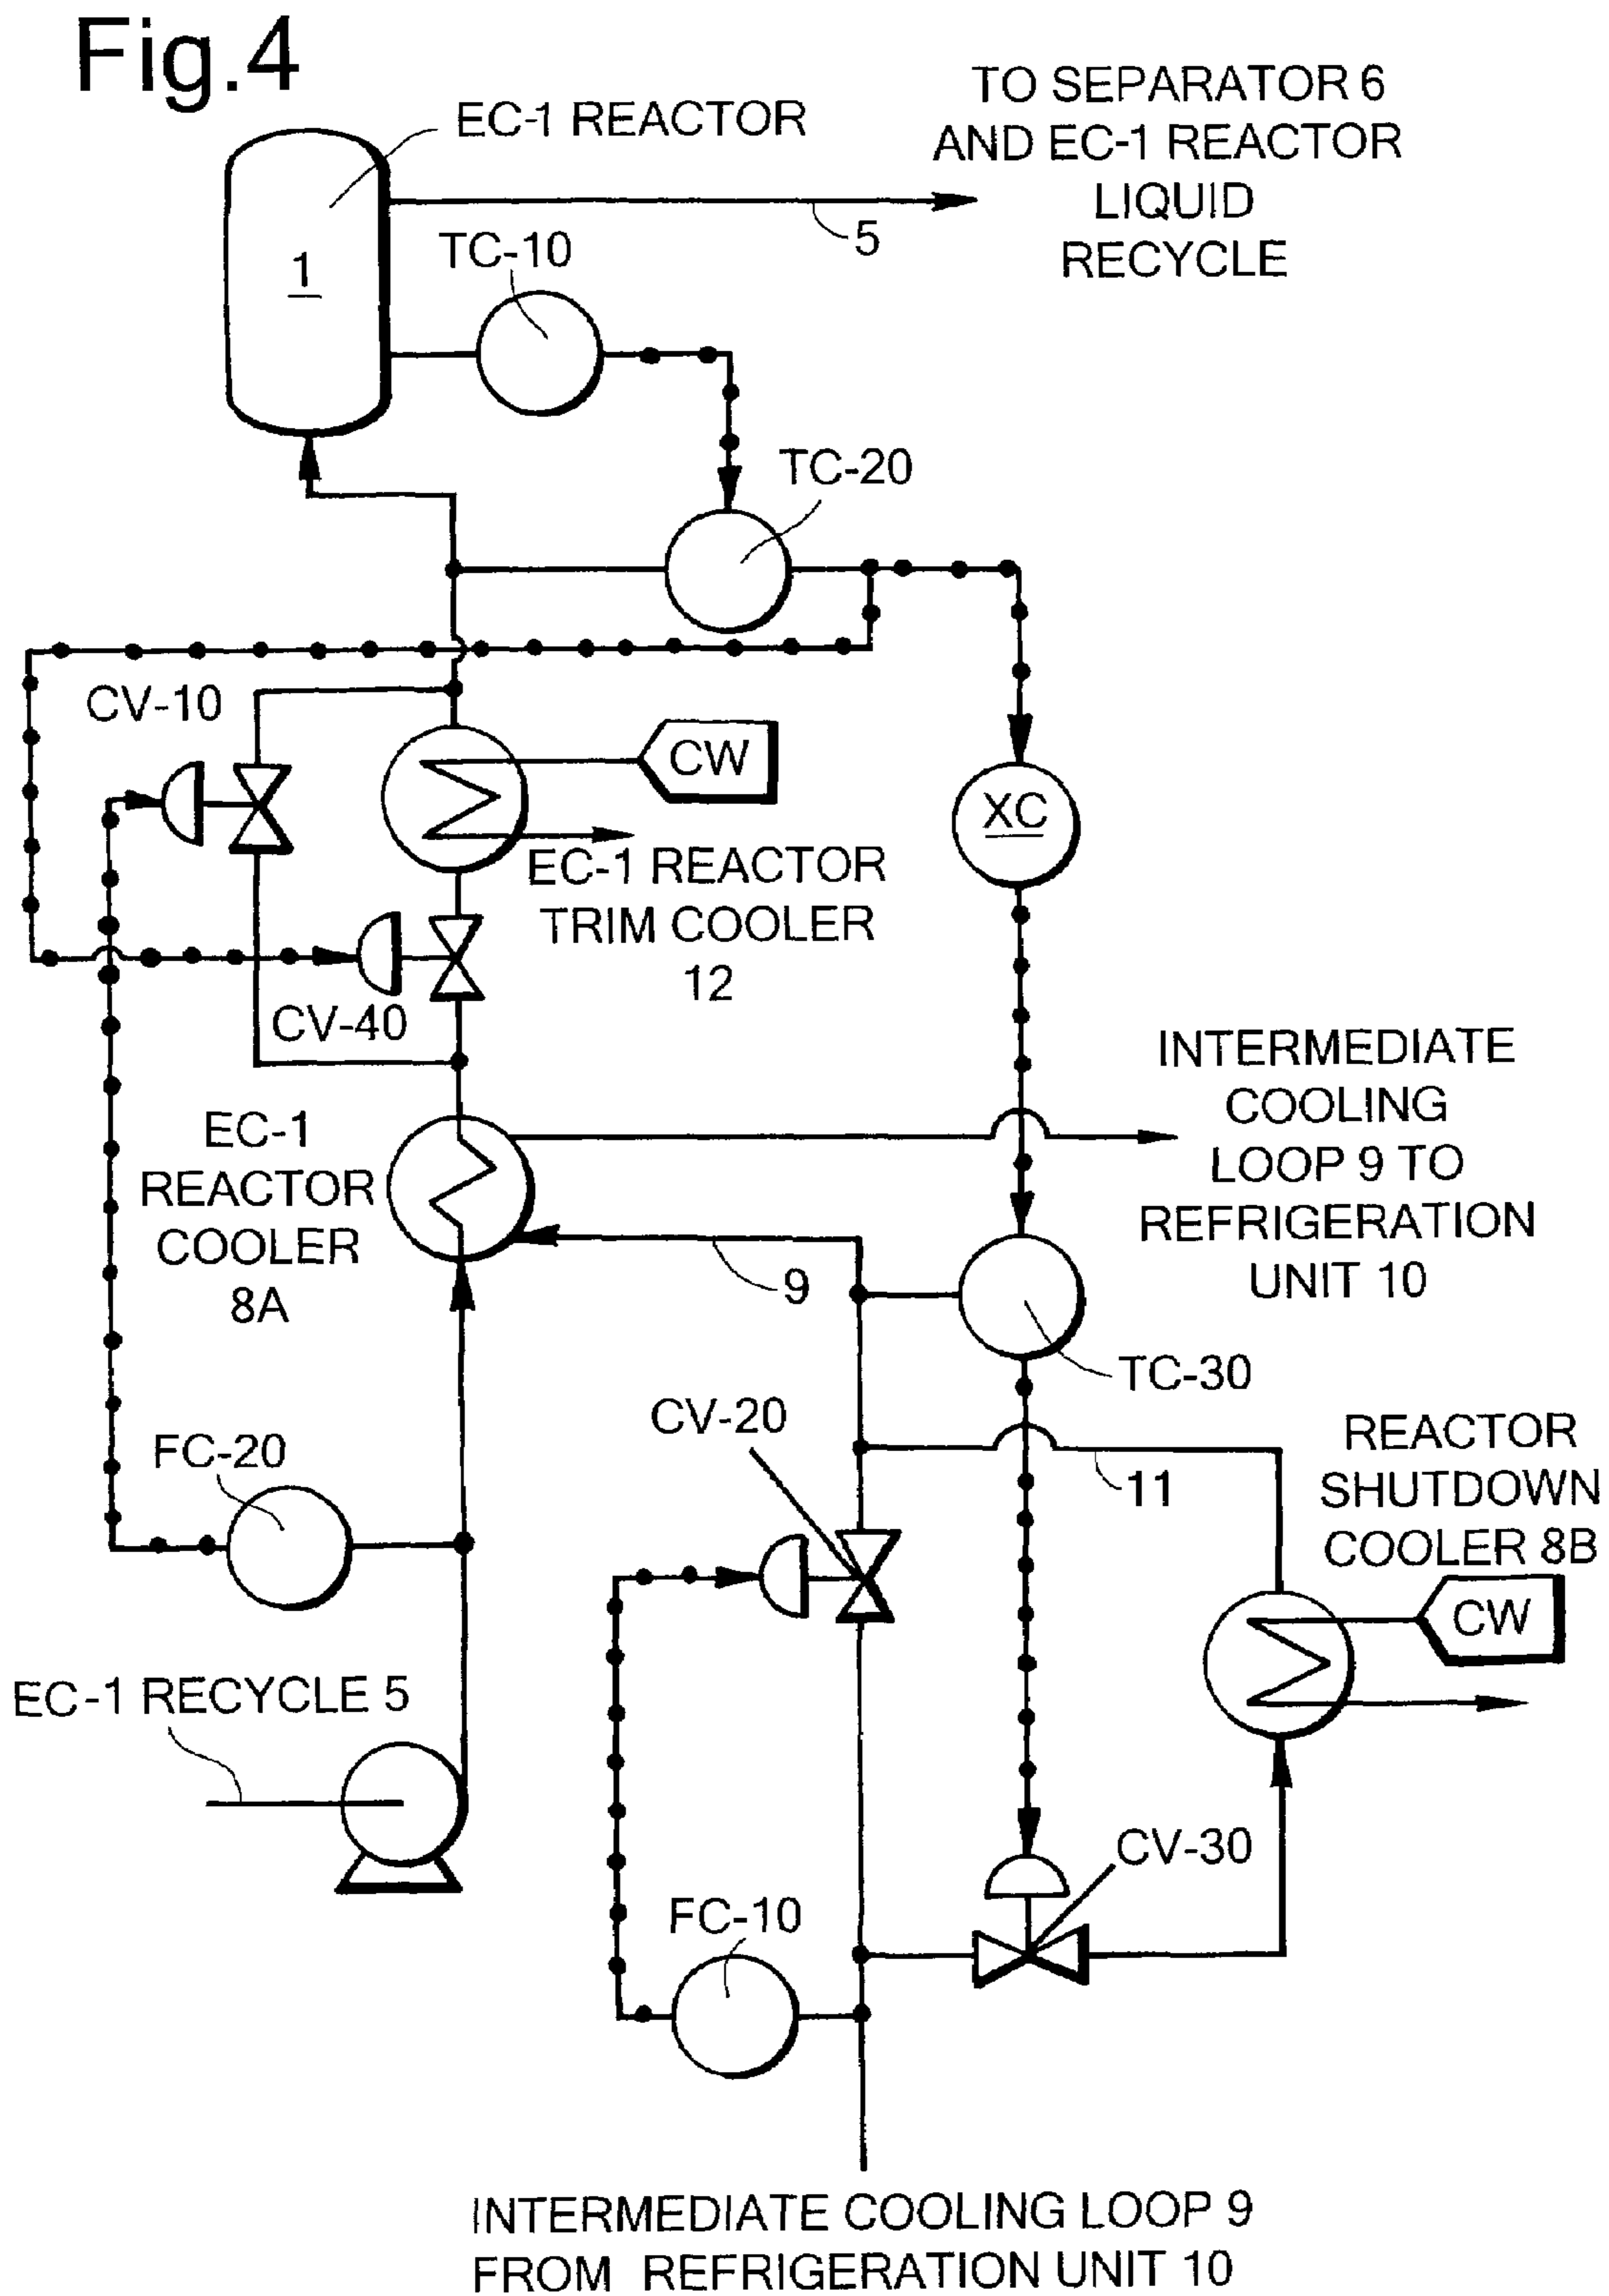 Fig.4
EC-1 REACTOR
TO SEPARATOR 6
AND EC-1 REACTOR
LIQUID
RECYCLE
5
TC-10
1
TC-20
CV-10
CW
XC
EC-1 REACTOR
TRIM COOLER
12
CV-40
INTERMEDIATE
COOLING
LOOP 9 TO
REFRIGERATION
UNIT 10
EC-1
REACTOR
COOLER
8A
9
TC-30
CV-20
FC-20
11
REACTOR
SHUTDOWN
COOLER 8B
CW
EC-1 RECYCLE 5
CV-30
FC-10
INTERMEDIATE COOLING LOOP 9
FROM REFRIGERATION UNIT 10